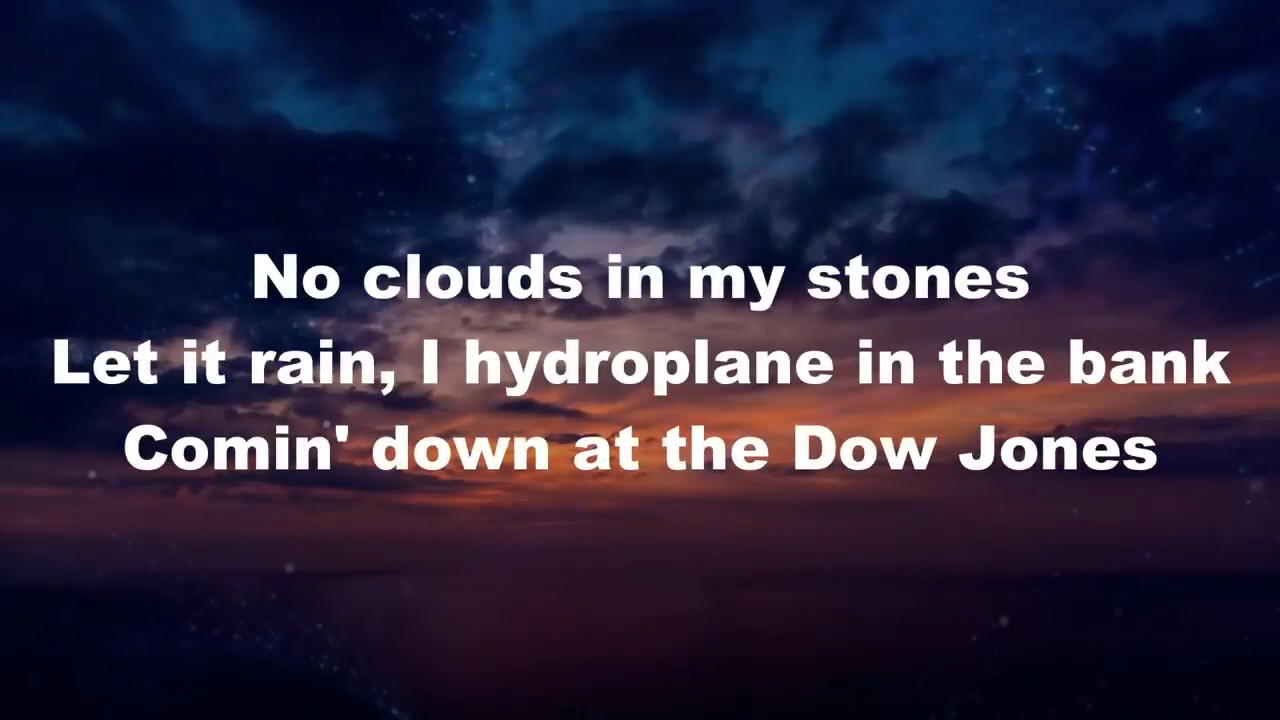 No clouds in my stones
Let it rain, I hydroplane in the bank
Comin' down at the Dow Jones